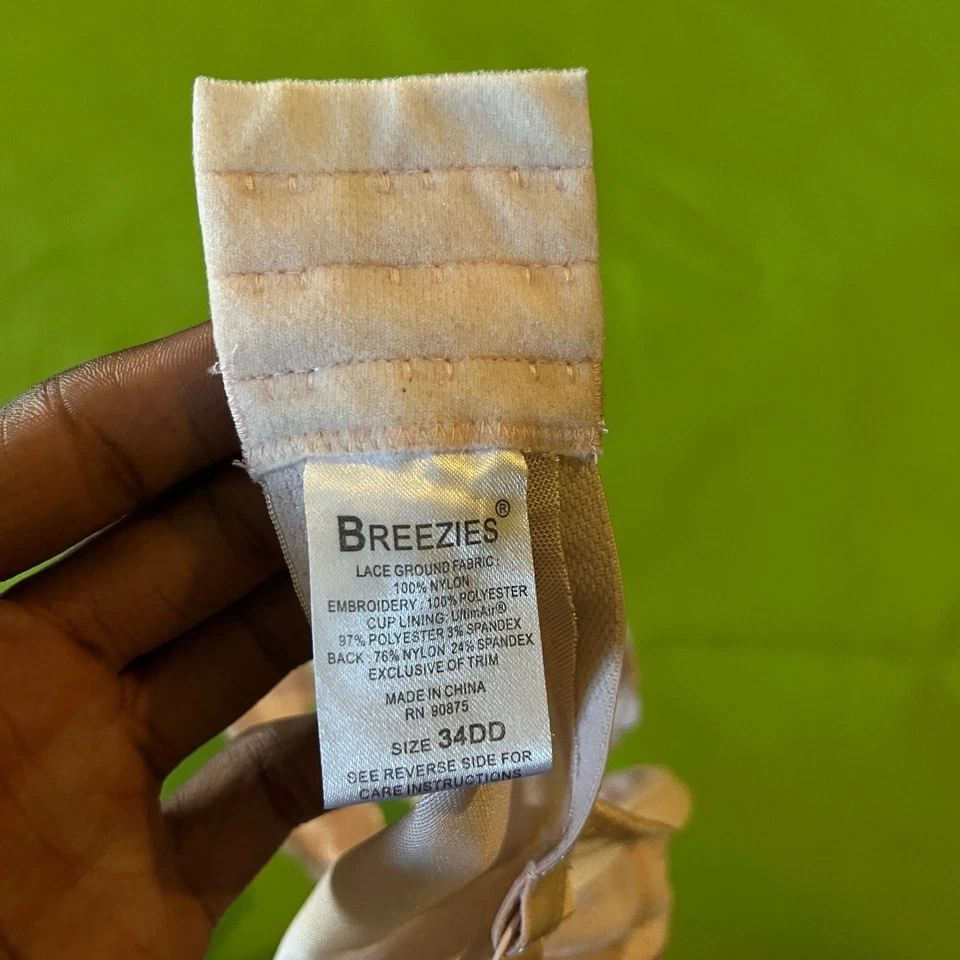 BREEZIES®
LACE GROUND FABRIC :
100% NYLON
EMBROIDERY : 100% POLYESTER
CUP LINING: UltimAir®
97% POLYESTER 3% SPANDEX
BACK : 76% NYLON 24% SPANDEX
EXCLUSIVE OF TRIM
MADE IN CHINA
RN 90875
SIZE 34DD
SEE REVERSE SIDE FOR
CARE INSTRUCTIONS